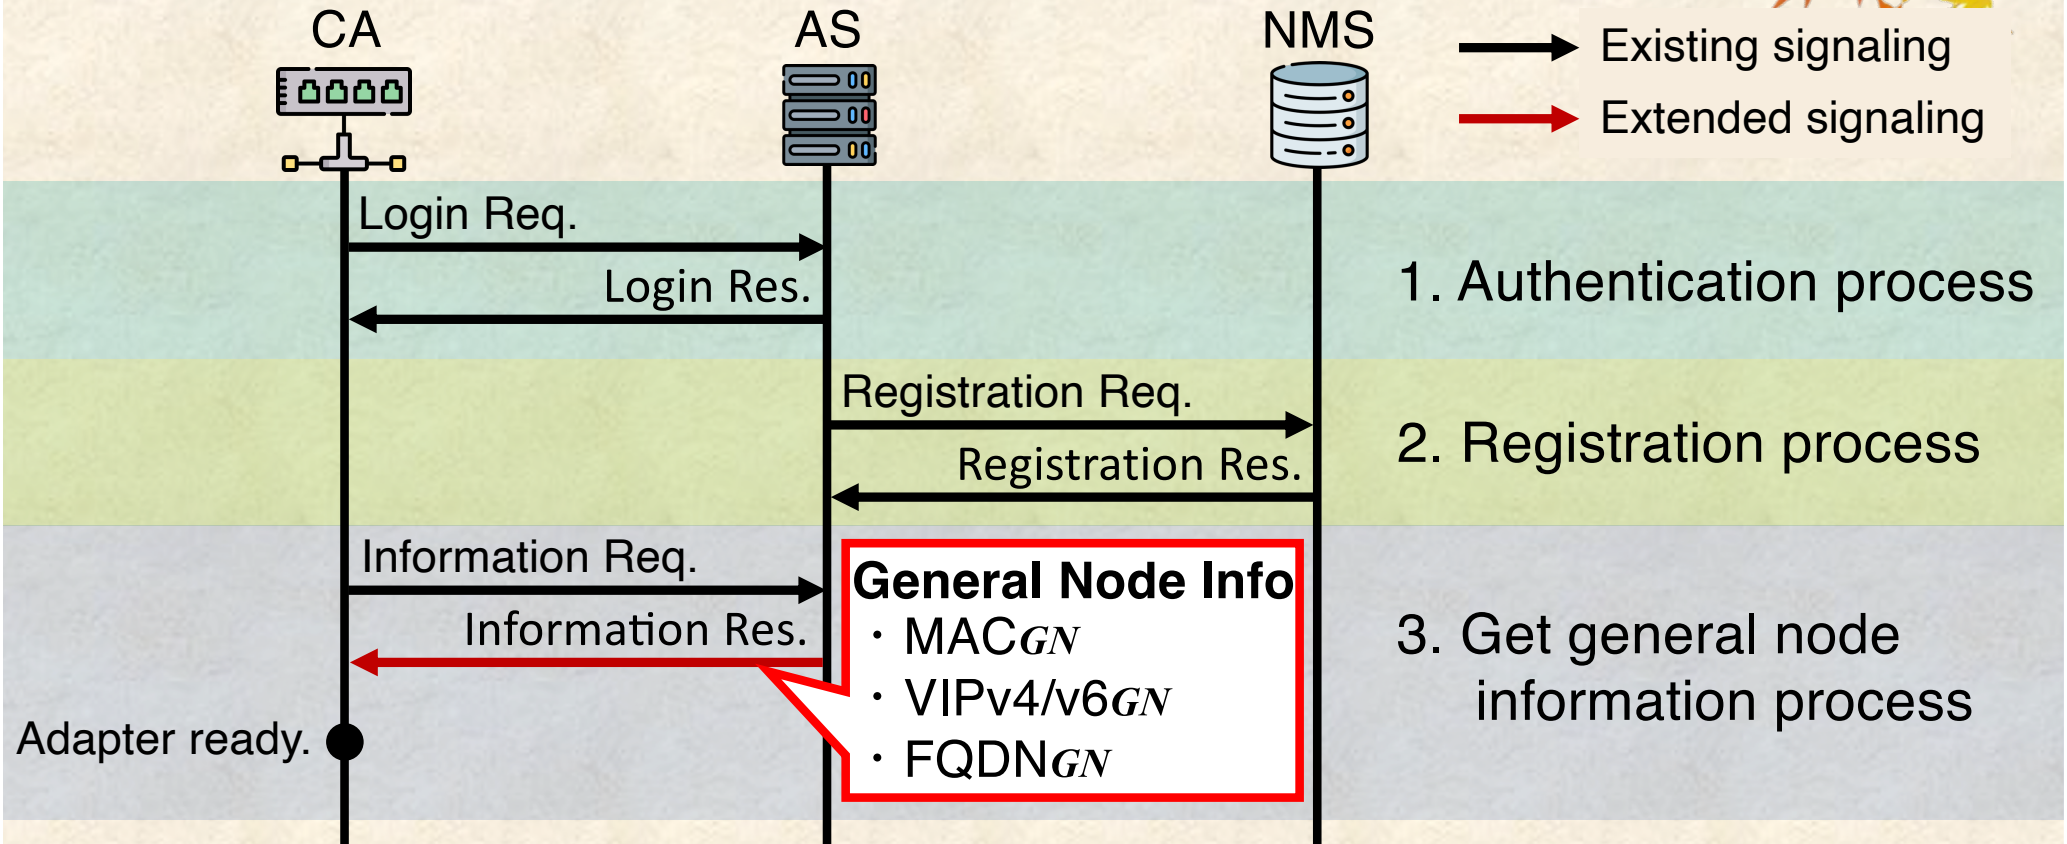 CA
AS
NMS
Existing signaling
Extended signaling
Login Req.
Login Res.
1. Authentication process
Registration Req.
Registration Res.
2. Registration process
Information Req.
Information Res.
General Node Info
・MACGN
・VIPv4/v6GN
・FQDNGN
3. Get general node
information process
Adapter ready.